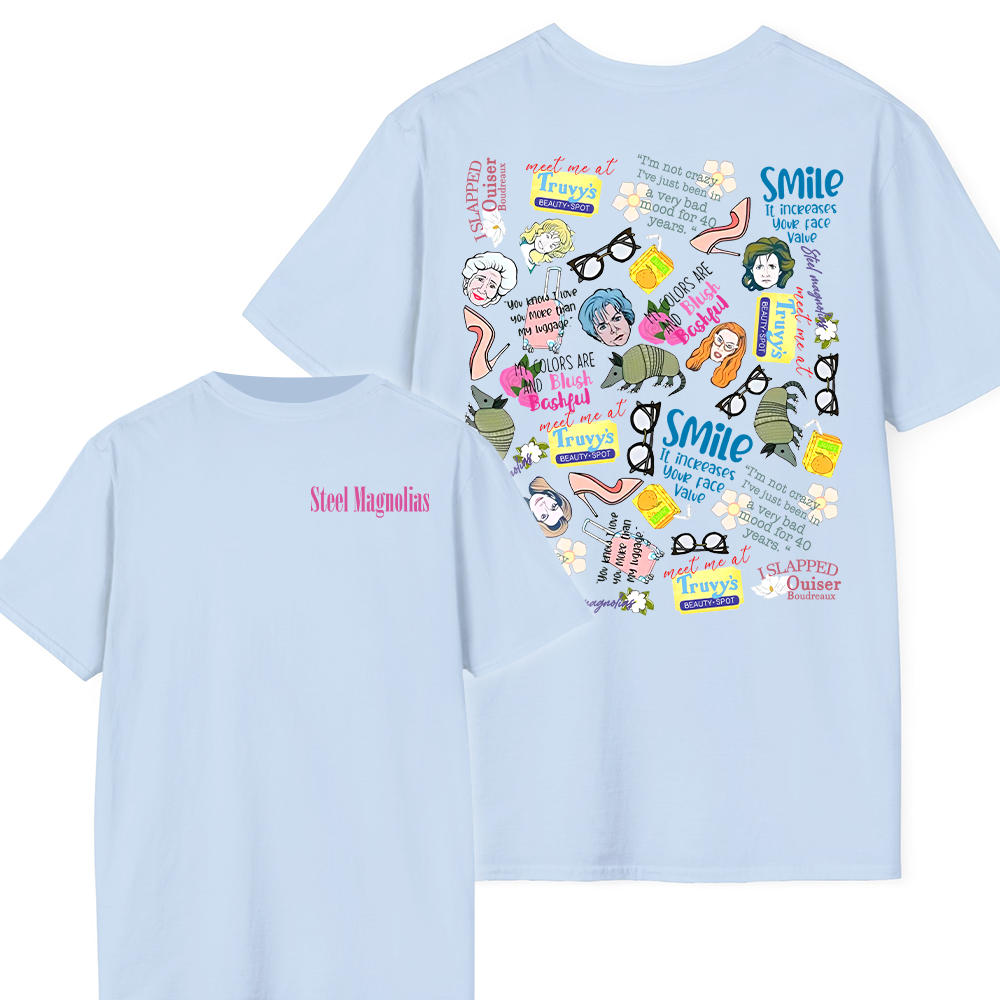 I SLAPPED
Ouiser
Boudreaux
meet me at
Truvy's
BEAUTY•SPOT
"I'm not crazy
I've just been in
a very bad
mood for 40
years. "
SMILE
It increases
Your Face
Value
Steel magnolias
"You know I love
you more than
my luggage."
MY COLORS ARE
AND Blush
Bashful
meet me at
Truvy's
BEAUTY•SPOT
MY COLORS ARE
AND Blush
Bashful
meet me at
Truvy's
BEAUTY•SPOT
SMILE
It increases
Your Face
Value
"I'm not crazy
I've just been in
a very bad
mood for 40
years. "
"You know I love
you more than
my luggage."
meet me at
Truvy's
BEAUTY•SPOT
I SLAPPED
Ouiser
Boudreaux
magnolias
Steel Magnolias